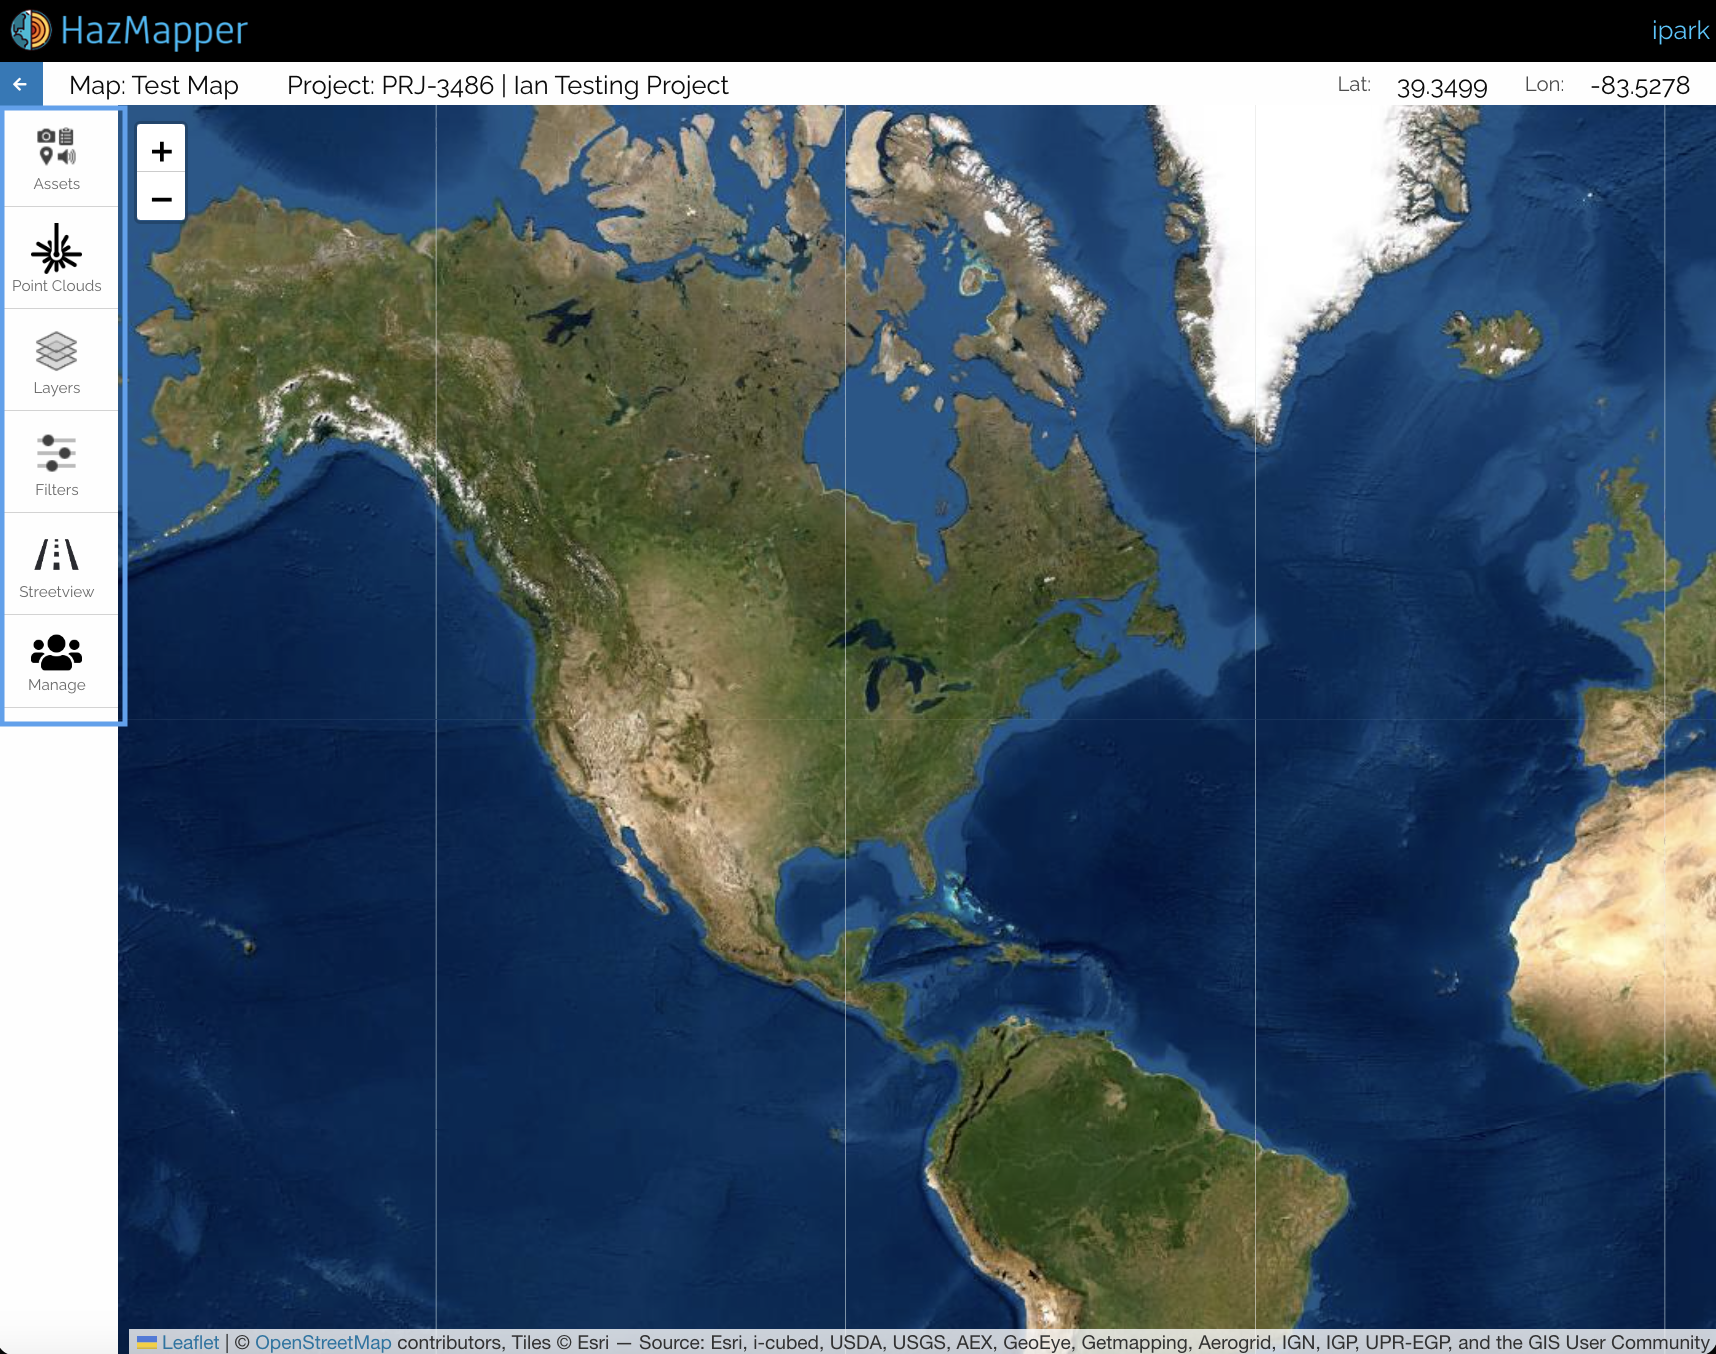 HazMapper
ipark
Map: Test Map Project: PRJ-3486 | Ian Testing Project Lat: 39.3499 Lon: -83.5278
Assets
Point Clouds
Layers
Filters
Streetview
Manage
+
−
Leaflet | © OpenStreetMap contributors, Tiles © Esri — Source: Esri, i-cubed, USDA, USGS, AEX, GeoEye, Getmapping, Aerogrid, IGN, IGP, UPR-EGP, and the GIS User Community